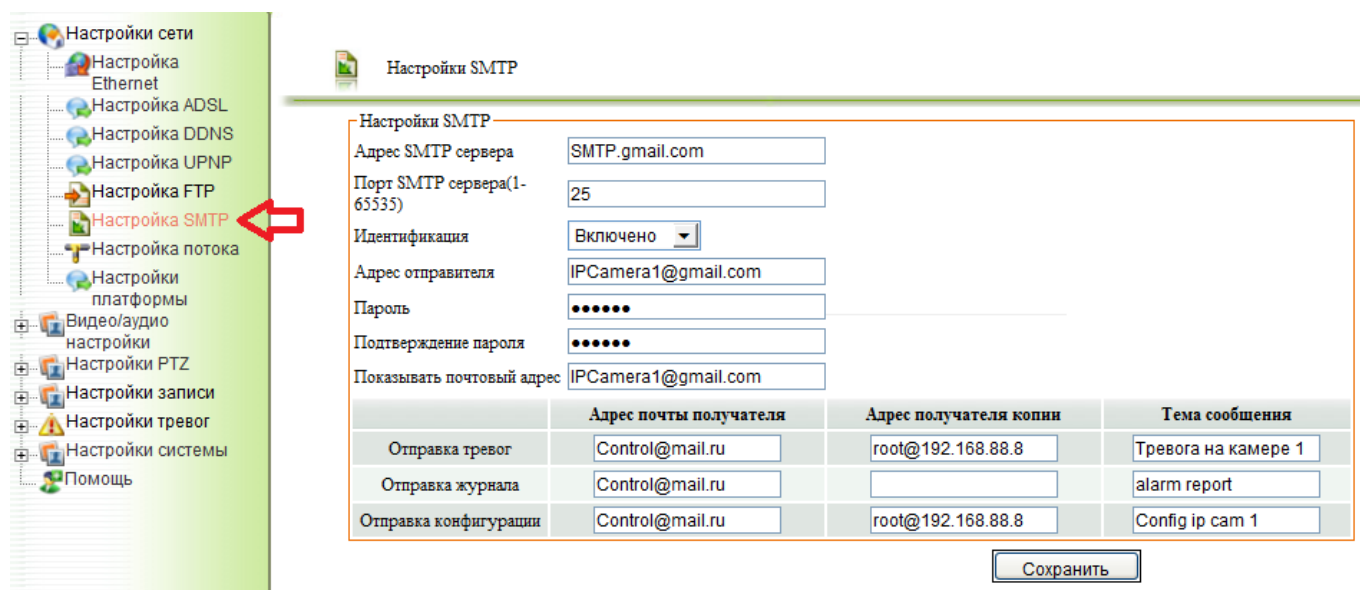 Настройки сети
Настройка
Ethernet
Настройка ADSL
Настройка DDNS
Настройка UPNP
Настройка FTP
Настройка SMTP
Настройка потока
Настройки
платформы
Видео/аудио
настройки
Настройки PTZ
Настройки записи
Настройки тревог
Настройки системы
Помощь
Настройки SMTP
Настройки SMTP
Адрес SMTP сервера SMTP.gmail.com
Порт SMTP сервера(1-
65535) 25
Идентификация Включено
Адрес отправителя IPCamera1@gmail.com
Пароль ●●●●●●
Подтверждение пароля ●●●●●●
Показывать почтовый адрес IPCamera1@gmail.com
Адрес почты получателя Адрес получателя копии Тема сообщения
Отправка тревог Control@mail.ru root@192.168.88.8 Тревога на камере 1
Отправка журнала Control@mail.ru alarm report
Отправка конфигурации Control@mail.ru root@192.168.88.8 Config ip cam 1
Сохранить